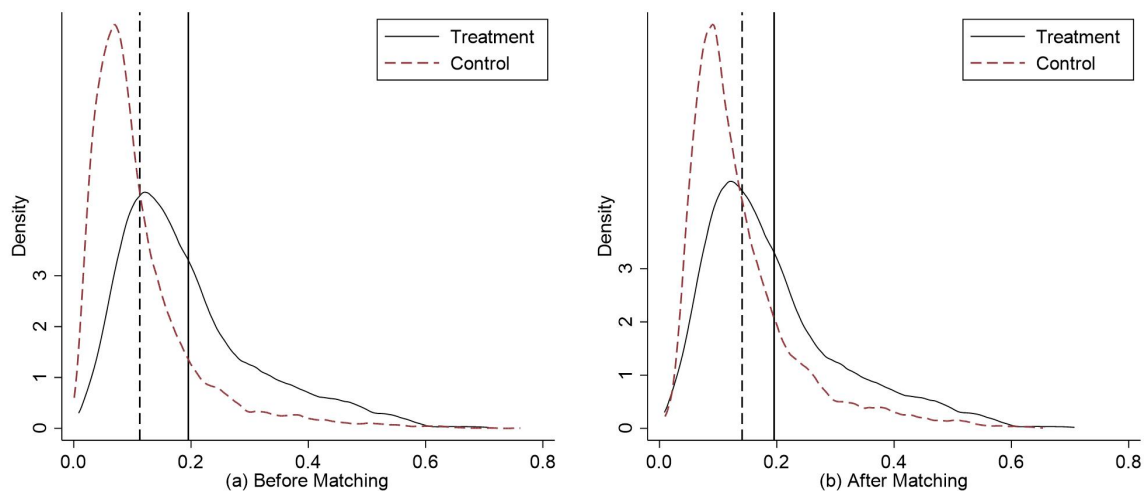 Treatment
Control
Density
3
2
1
0
0.0 0.2 0.4 0.6 0.8
(a) Before Matching
Treatment
Control
Density
3
2
1
0
0.0 0.2 0.4 0.6 0.8
(b) After Matching